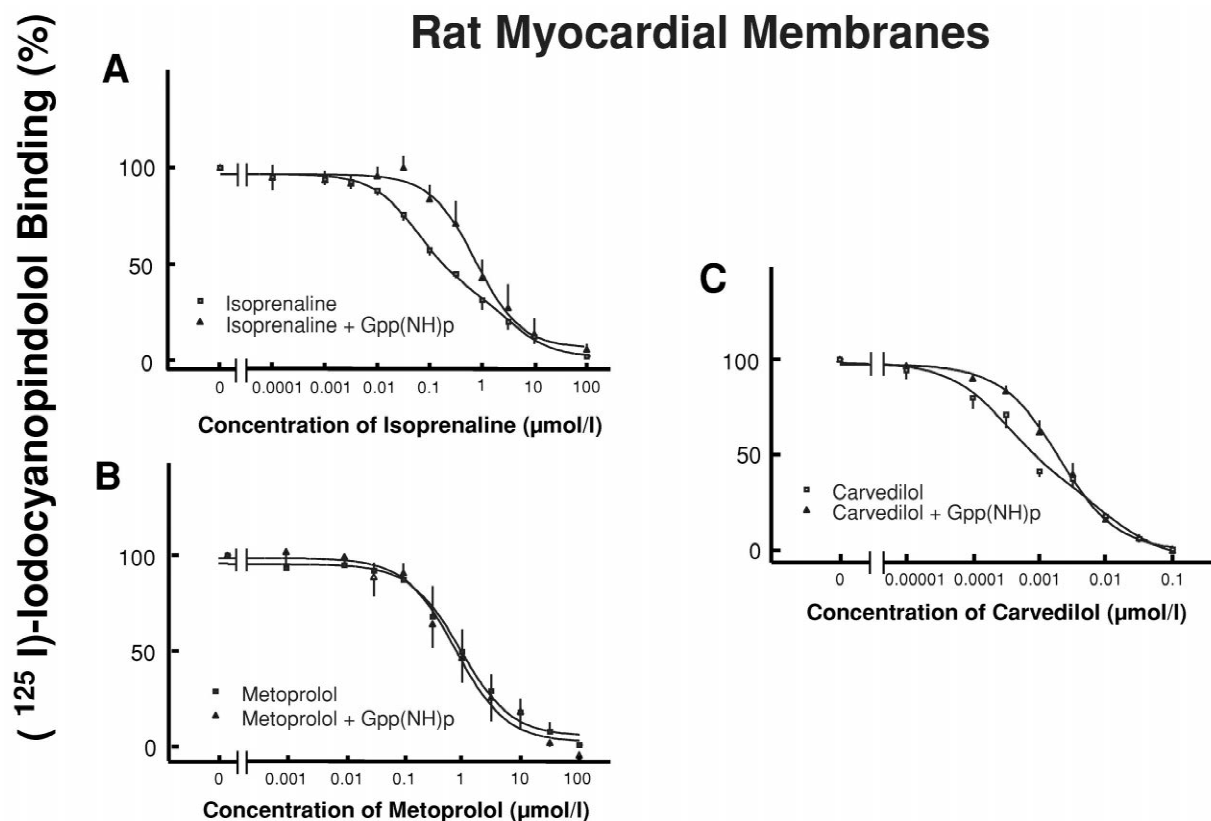 Rat Myocardial Membranes
( ¹²⁵ I)-Iodocyanopindolol Binding (%)
A
100
50
0
Isoprenaline
Isoprenaline + Gpp(NH)p
0 0.0001 0.001 0.01 0.1 1 10 100
Concentration of Isoprenaline (µmol/l)
B
100
50
0
Metoprolol
Metoprolol + Gpp(NH)p
0 0.001 0.01 0.1 1 10 100
Concentration of Metoprolol (µmol/l)
C
100
50
0
Carvedilol
Carvedilol + Gpp(NH)p
0 0.00001 0.0001 0.001 0.01 0.1
Concentration of Carvedilol (µmol/l)